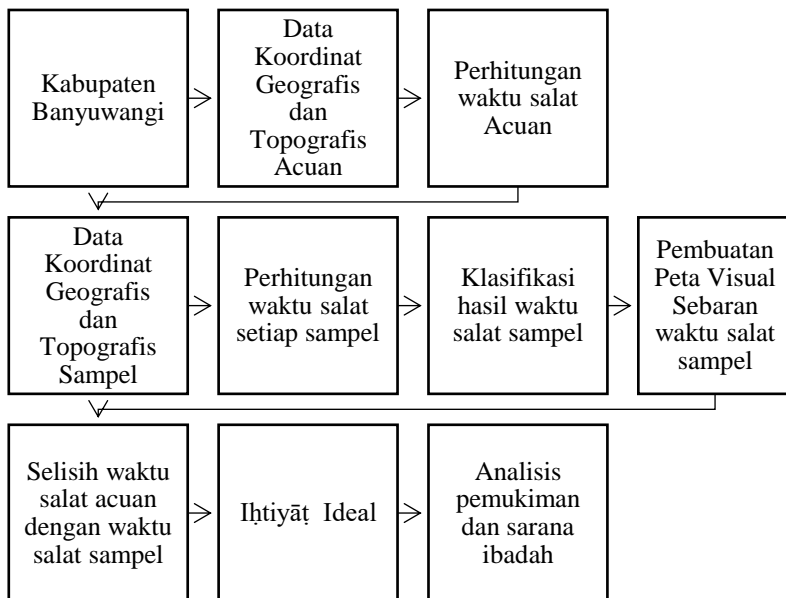 Kabupaten
Banyuwangi
Data
Koordinat
Geografis
dan
Topografis
Acuan
Perhitungan
waktu salat
Acuan
Data
Koordinat
Geografis
dan
Topografis
Sampel
Perhitungan
waktu salat
setiap sampel
Klasifikasi
hasil waktu
salat sampel
Pembuatan
Peta Visual
Sebaran
waktu salat
sampel
Selisih waktu
salat acuan
dengan waktu
salat sampel
Iḥtiyāṭ Ideal
Analisis
pemukiman
dan sarana
ibadah